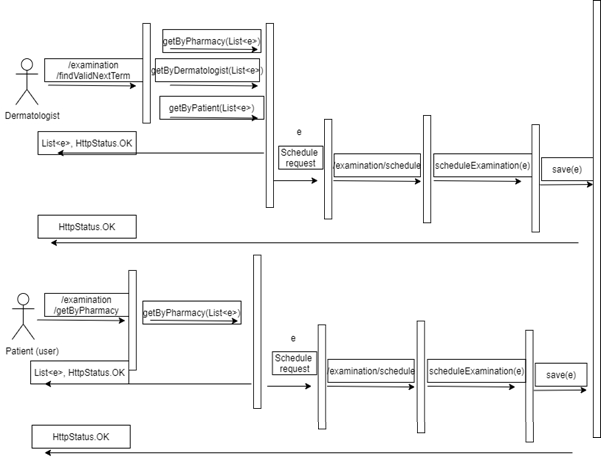 getByPharmacy(List<e>)
/examination
/findValidNextTerm
getByDermatologist(List<e>)
getByPatient(List<e>)
Dermatologist
e
List<e>, HttpStatus.OK
Schedule
request
/examination/schedule
scheduleExamination(e)
save(e)
HttpStatus.OK
/examination
/getByPharmacy
getByPharmacy(List<e>)
Patient (user)
e
List<e>, HttpStatus.OK
Schedule
request
/examination/schedule
scheduleExamination(e)
save(e)
HttpStatus.OK